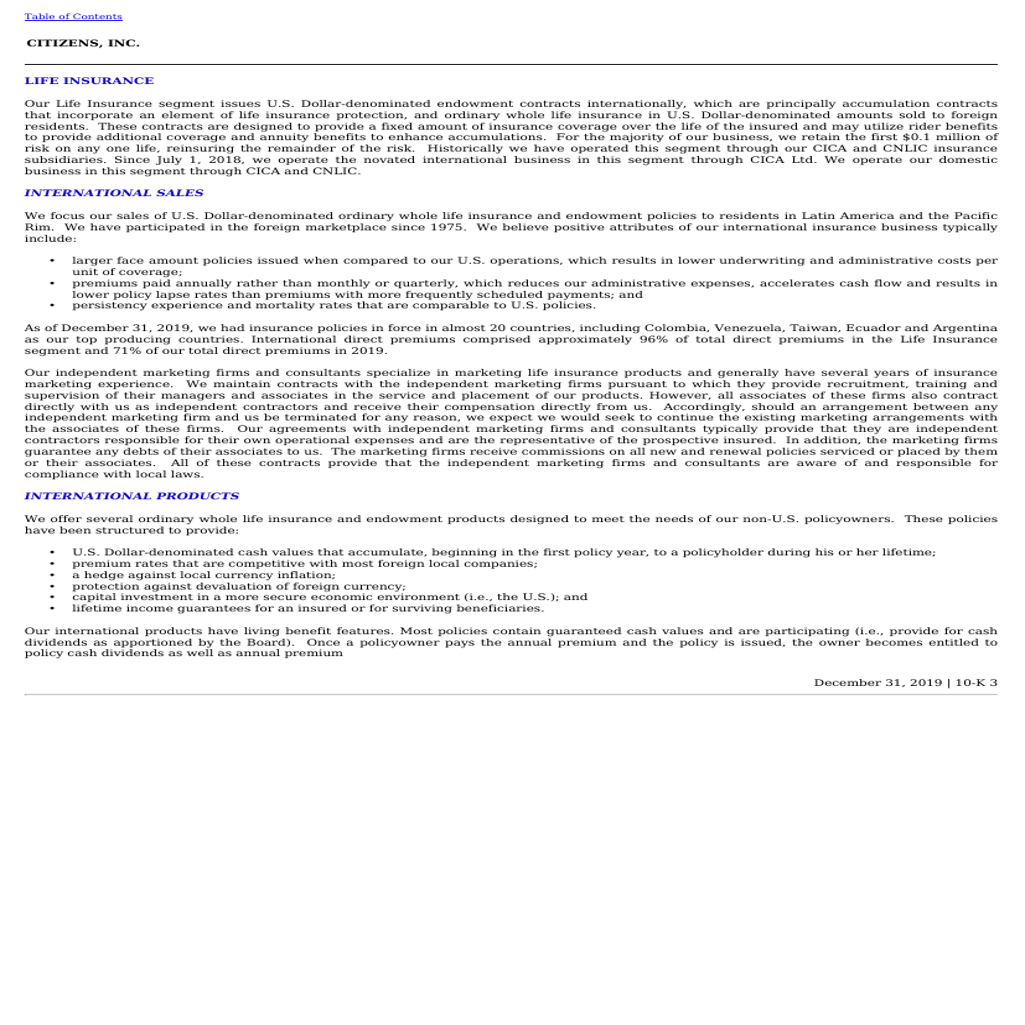 Table of Contents
CITIZENS, INC.
LIFE INSURANCE
Our Life Insurance segment issues U.S. Dollar-denominated endowment contracts internationally, which are principally accumulation contracts
that incorporate an element of life insurance protection, and ordinary whole life insurance in U.S. Dollar-denominated amounts sold to foreign
residents.  These contracts are designed to provide a fixed amount of insurance coverage over the life of the insured and may utilize rider benefits
to provide additional coverage and annuity benefits to enhance accumulations.  For the majority of our business, we retain the first $0.1 million of
risk on any one life, reinsuring the remainder of the risk.  Historically we have operated this segment through our CICA and CNLIC insurance
subsidiaries. Since July 1, 2018, we operate the novated international business in this segment through CICA Ltd. We operate our domestic
business in this segment through CICA and CNLIC.
INTERNATIONAL SALES
We focus our sales of U.S. Dollar-denominated ordinary whole life insurance and endowment policies to residents in Latin America and the Pacific
Rim.  We have participated in the foreign marketplace since 1975.  We believe positive attributes of our international insurance business typically
include:
• larger face amount policies issued when compared to our U.S. operations, which results in lower underwriting and administrative costs per
unit of coverage;
• premiums paid annually rather than monthly or quarterly, which reduces our administrative expenses, accelerates cash flow and results in
lower policy lapse rates than premiums with more frequently scheduled payments; and
• persistency experience and mortality rates that are comparable to U.S. policies.
As of December 31, 2019, we had insurance policies in force in almost 20 countries, including Colombia, Venezuela, Taiwan, Ecuador and Argentina
as our top producing countries. International direct premiums comprised approximately 96% of total direct premiums in the Life Insurance
segment and 71% of our total direct premiums in 2019.
Our independent marketing firms and consultants specialize in marketing life insurance products and generally have several years of insurance
marketing experience.  We maintain contracts with the independent marketing firms pursuant to which they provide recruitment, training and
supervision of their managers and associates in the service and placement of our products. However, all associates of these firms also contract
directly with us as independent contractors and receive their compensation directly from us.  Accordingly, should an arrangement between any
independent marketing firm and us be terminated for any reason, we expect we would seek to continue the existing marketing arrangements with
the associates of these firms.  Our agreements with independent marketing firms and consultants typically provide that they are independent
contractors responsible for their own operational expenses and are the representative of the prospective insured.  In addition, the marketing firms
guarantee any debts of their associates to us.  The marketing firms receive commissions on all new and renewal policies serviced or placed by them
or their associates.  All of these contracts provide that the independent marketing firms and consultants are aware of and responsible for
compliance with local laws.
INTERNATIONAL PRODUCTS
We offer several ordinary whole life insurance and endowment products designed to meet the needs of our non-U.S. policyowners.  These policies
have been structured to provide:
• U.S. Dollar-denominated cash values that accumulate, beginning in the first policy year, to a policyholder during his or her lifetime;
• premium rates that are competitive with most foreign local companies;
• a hedge against local currency inflation;
• protection against devaluation of foreign currency;
• capital investment in a more secure economic environment (i.e., the U.S.); and
• lifetime income guarantees for an insured or for surviving beneficiaries.
Our international products have living benefit features. Most policies contain guaranteed cash values and are participating (i.e., provide for cash
dividends as apportioned by the Board).  Once a policyowner pays the annual premium and the policy is issued, the owner becomes entitled to
policy cash dividends as well as annual premium
December 31, 2019 | 10-K 3